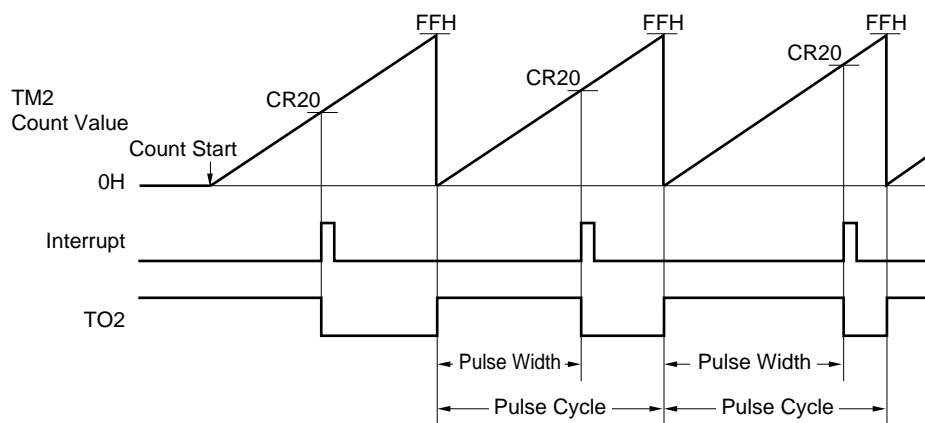 FFH
FFH
FFH
CR20
CR20
CR20
TM2
Count Value
Count Start
0H
Interrupt
TO2
Pulse Width
Pulse Width
Pulse Cycle
Pulse Cycle